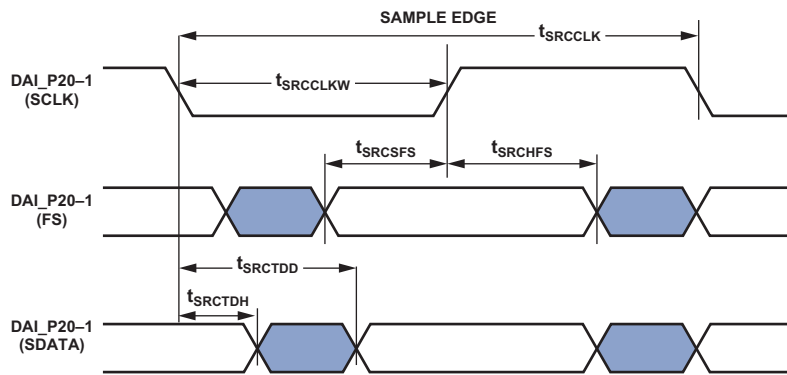 SAMPLE EDGE
tSRCCLK
DAI_P20–1
(SCLK)
tSRCCLKW
tSRCSFS
tSRCHFS
DAI_P20–1
(FS)
tSRCTDD
tSRCTDH
DAI_P20–1
(SDATA)